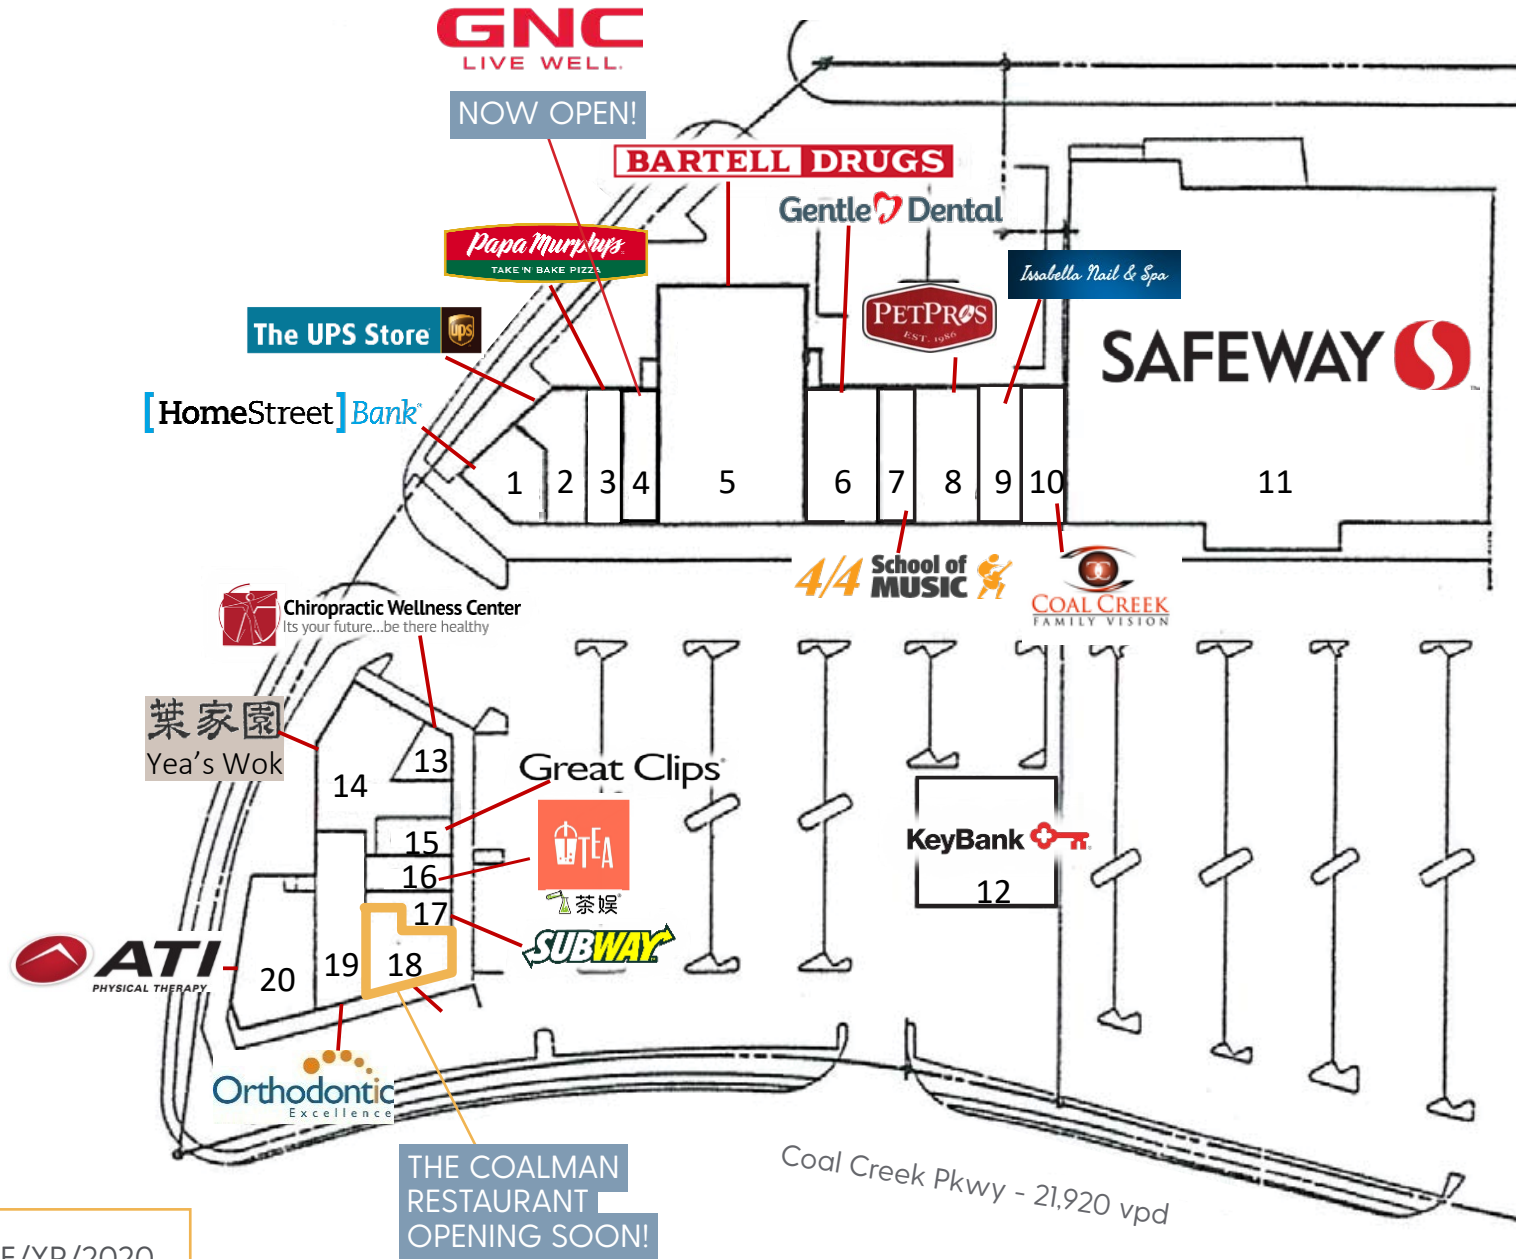 GNC
LIVE WELL.
NOW OPEN!
BARTELL DRUGS
Gentle Dental
Papa Murphy's
TAKE 'N' BAKE PIZZA
Issabella Nail & Spa
PETPROS
EST. 1986
The UPS Store
ups
SAFEWAY
[HomeStreet] Bank
1
2
3
4
5
6
7
8
9
10
11
4/4 School of
MUSIC
COAL CREEK
FAMILY VISION
Chiropractic Wellness Center
Its your future...be there healthy
葉家園
Yea's Wok
13
14
Great Clips
15
16
TEA
茶娱
KeyBank
12
17
SUBWAY
ATI
PHYSICAL THERAPY
20
19
18
Orthodontic
Excellence
THE COALMAN
RESTAURANT
OPENING SOON!
Coal Creek Pkwy - 21,920 vpd